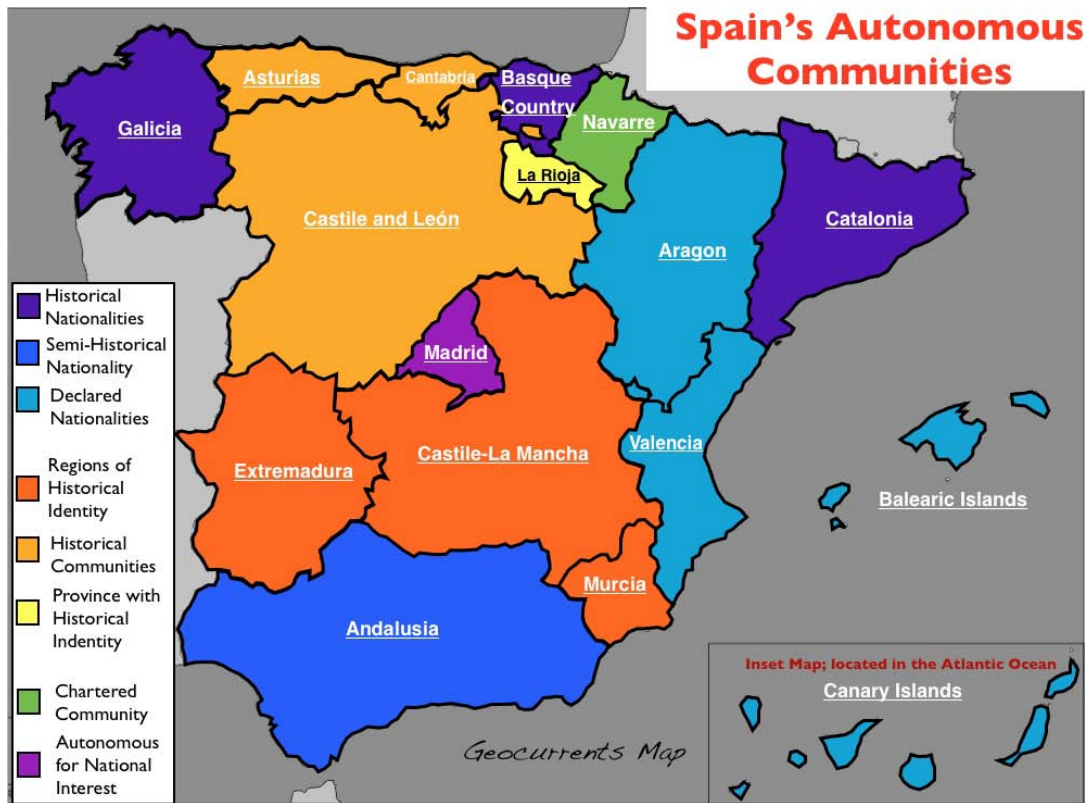 Spain's Autonomous
Communities
Asturias
Cantabria
Basque
Country
Navarre
Galicia
La Rioja
Castile and León
Aragon
Catalonia
Madrid
Extremadura
Castile-La Mancha
Valencia
Balearic Islands
Murcia
Andalusia
Historical
Nationalities
Semi-Historical
Nationality
Declared
Nationalities
Regions of
Historical
Identity
Historical
Communities
Province with
Historical
Indentity
Chartered
Community
Autonomous
for National
Interest
Inset Map; located in the Atlantic Ocean
Canary Islands
Geocurrents Map